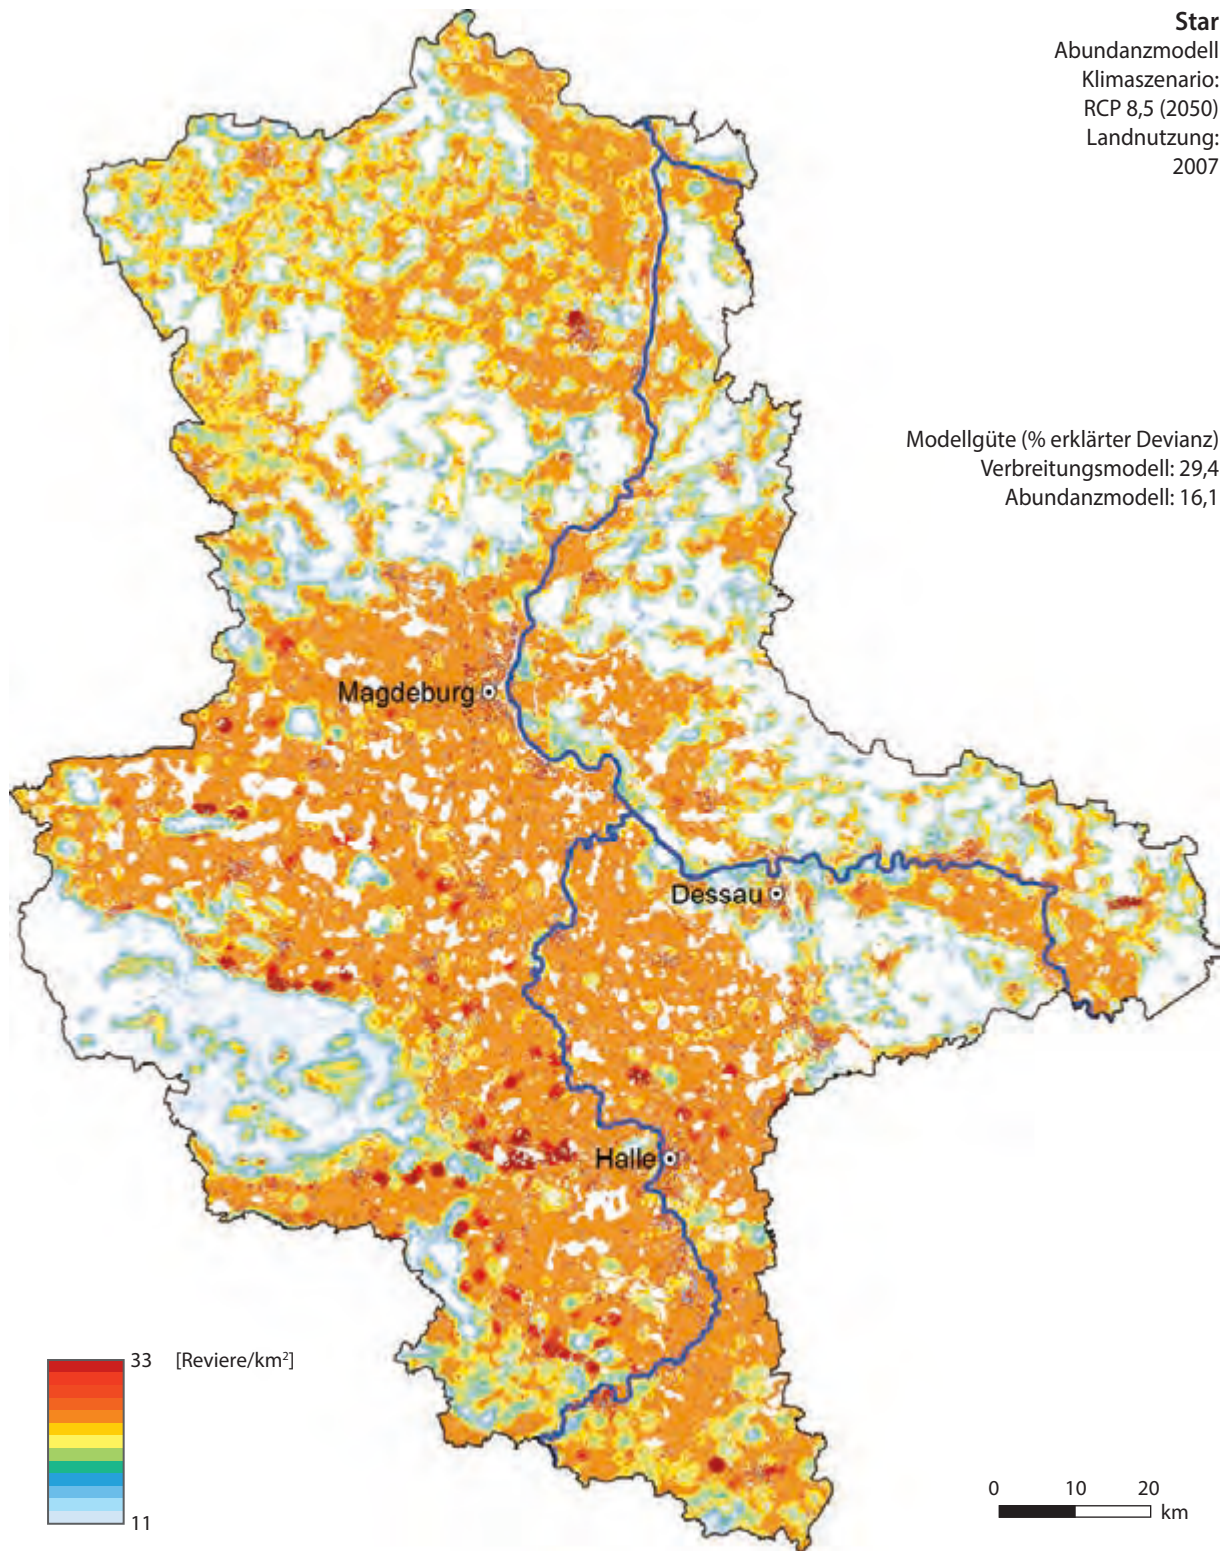 Star
Abundanzmodell
Klimaszenario:
RCP 8,5 (2050)
Landnutzung:
2007
Modellgüte (% erklärter Devianz)
Verbreitungsmodell: 29,4
Abundanzmodell: 16,1
Magdeburg
Dessau
Halle
33 [Reviere/km²]
11
0 10 20
km